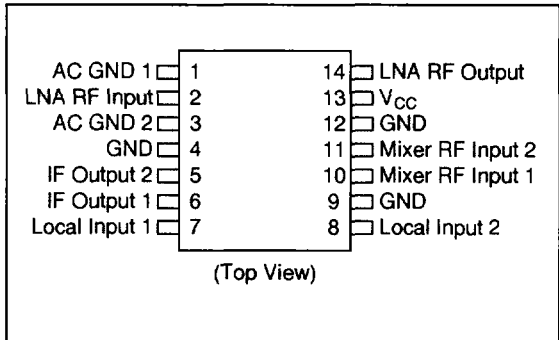 AC GND 1 1 14 LNA RF Output
LNA RF Input 2 13 VCC
AC GND 2 3 12 GND
GND 4 11 Mixer RF Input 2
IF Output 2 5 10 Mixer RF Input 1
IF Output 1 6 9 GND
Local Input 1 7 8 Local Input 2
(Top View)